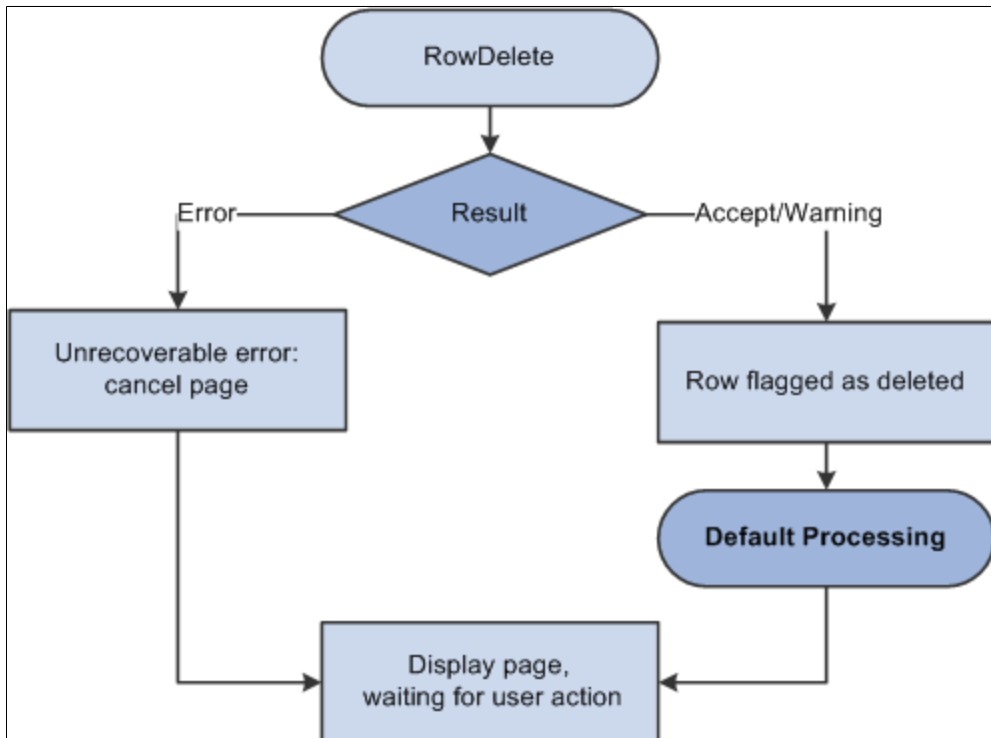 RowDelete
Result
Error
Accept/Warning
Unrecoverable error:
cancel page
Row flagged as deleted
Default Processing
Display page,
waiting for user action